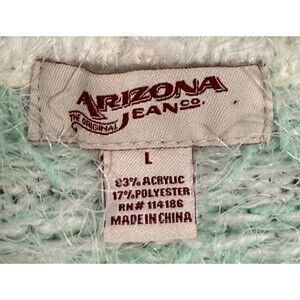 ARIZONA
THE ORIGINAL JEAN CO.
L
83% ACRYLIC
17% POLYESTER
RN# 114186
MADE IN CHINA